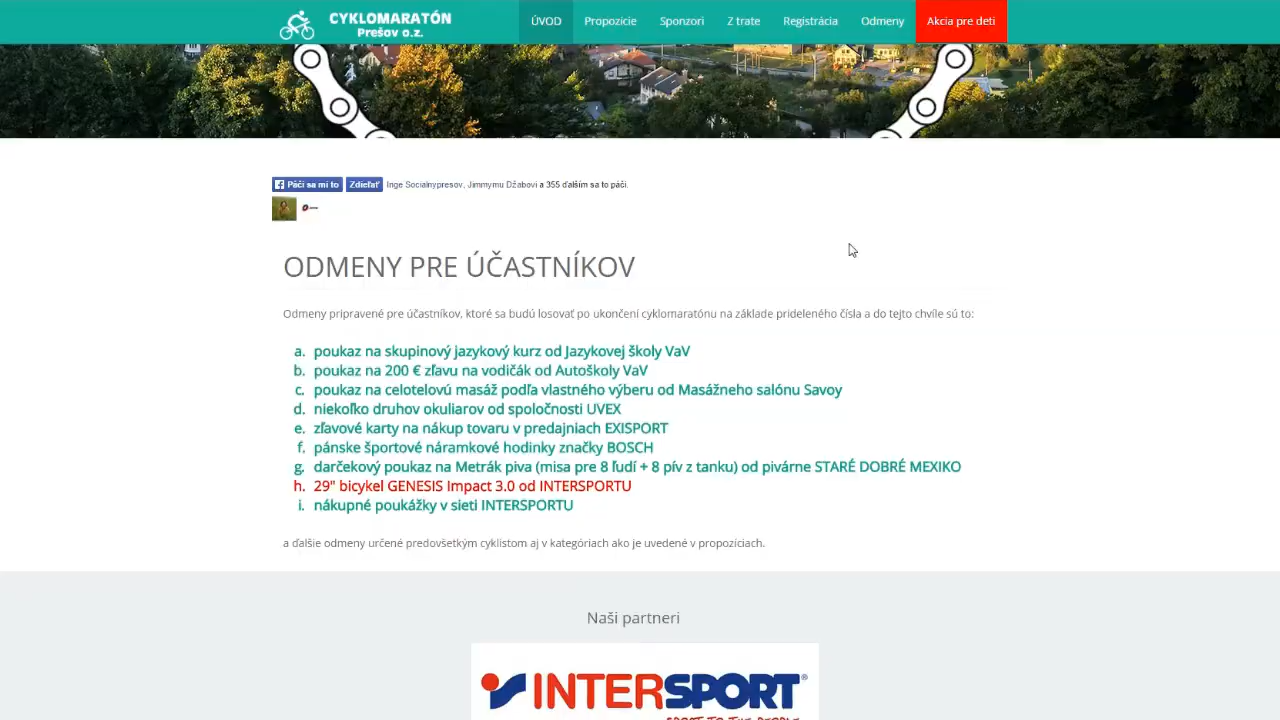 CYKLOMARATÓN
Prešov o.z.
ÚVOD Propozície Sponzori Z trate Registrácia Odmeny Akcia pre deti
Páči sa mi to Zdieľať Inge Socialnypresov, Jimmymu Džabovi a 355 ďalším sa to páči.
ODMENY PRE ÚČASTNÍKOV
Odmeny pripravené pre účastníkov, ktoré sa budú losovať po ukončení cyklomaratónu na základe prideleného čísla a do tejto chvíle sú to:
a. poukaz na skupinový jazykový kurz od Jazykovej školy VaV
b. poukaz na 200 € zľavu na vodičák od Autoškoly VaV
c. poukaz na celotelovú masáž podľa vlastného výberu od Masážneho salónu Savoy
d. niekoľko druhov okuliarov od spoločnosti UVEX
e. zľavové karty na nákup tovaru v predajniach EXISPORT
f. pánske športové náramkové hodinky značky BOSCH
g. darčekový poukaz na Metrák piva (misa pre 8 ľudí + 8 pív z tanku) od pivárne STARÉ DOBRÉ MEXIKO
h. 29" bicykel GENESIS Impact 3.0 od INTERSPORTU
i. nákupné poukážky v sieti INTERSPORTU
a ďalšie odmeny určené predovšetkým cyklistom aj v kategóriach ako je uvedené v propozíciach.
Naši partneri
INTERSPORT®
SPORT TO THE PEOPLE